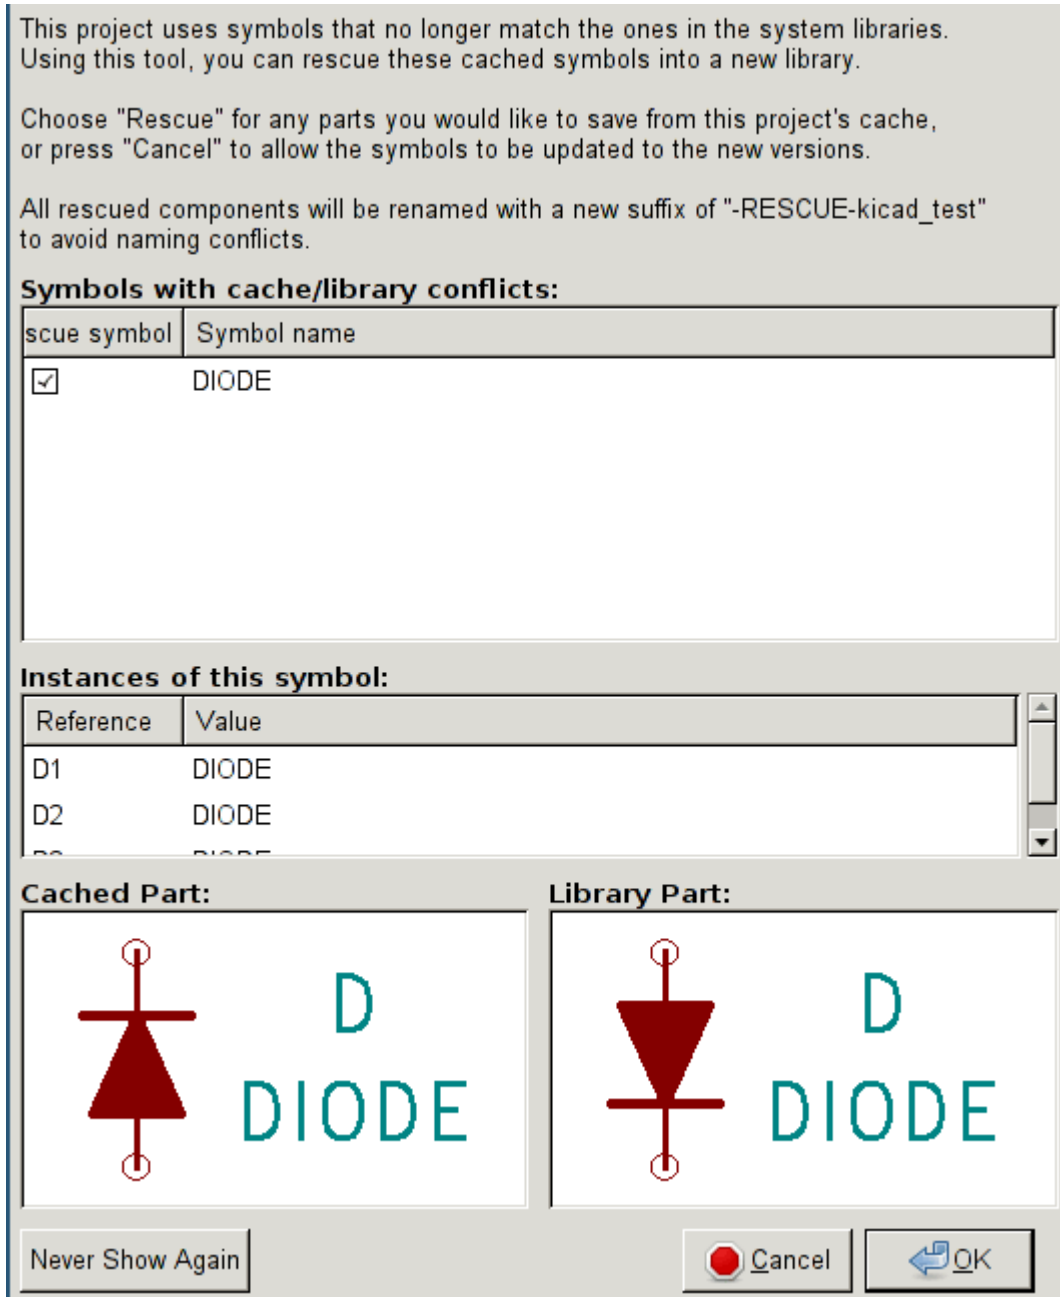 This project uses symbols that no longer match the ones in the system libraries.
Using this tool, you can rescue these cached symbols into a new library.
Choose "Rescue" for any parts you would like to save from this project's cache,
or press "Cancel" to allow the symbols to be updated to the new versions.
All rescued components will be renamed with a new suffix of "-RESCUE-kicad_test"
to avoid naming conflicts.
Symbols with cache/library conflicts:
scue symbol Symbol name
DIODE
Instances of this symbol:
Reference Value
D1 DIODE
D2 DIODE
Cached Part: Library Part:
D D
DIODE DIODE
Never Show Again Cancel OK